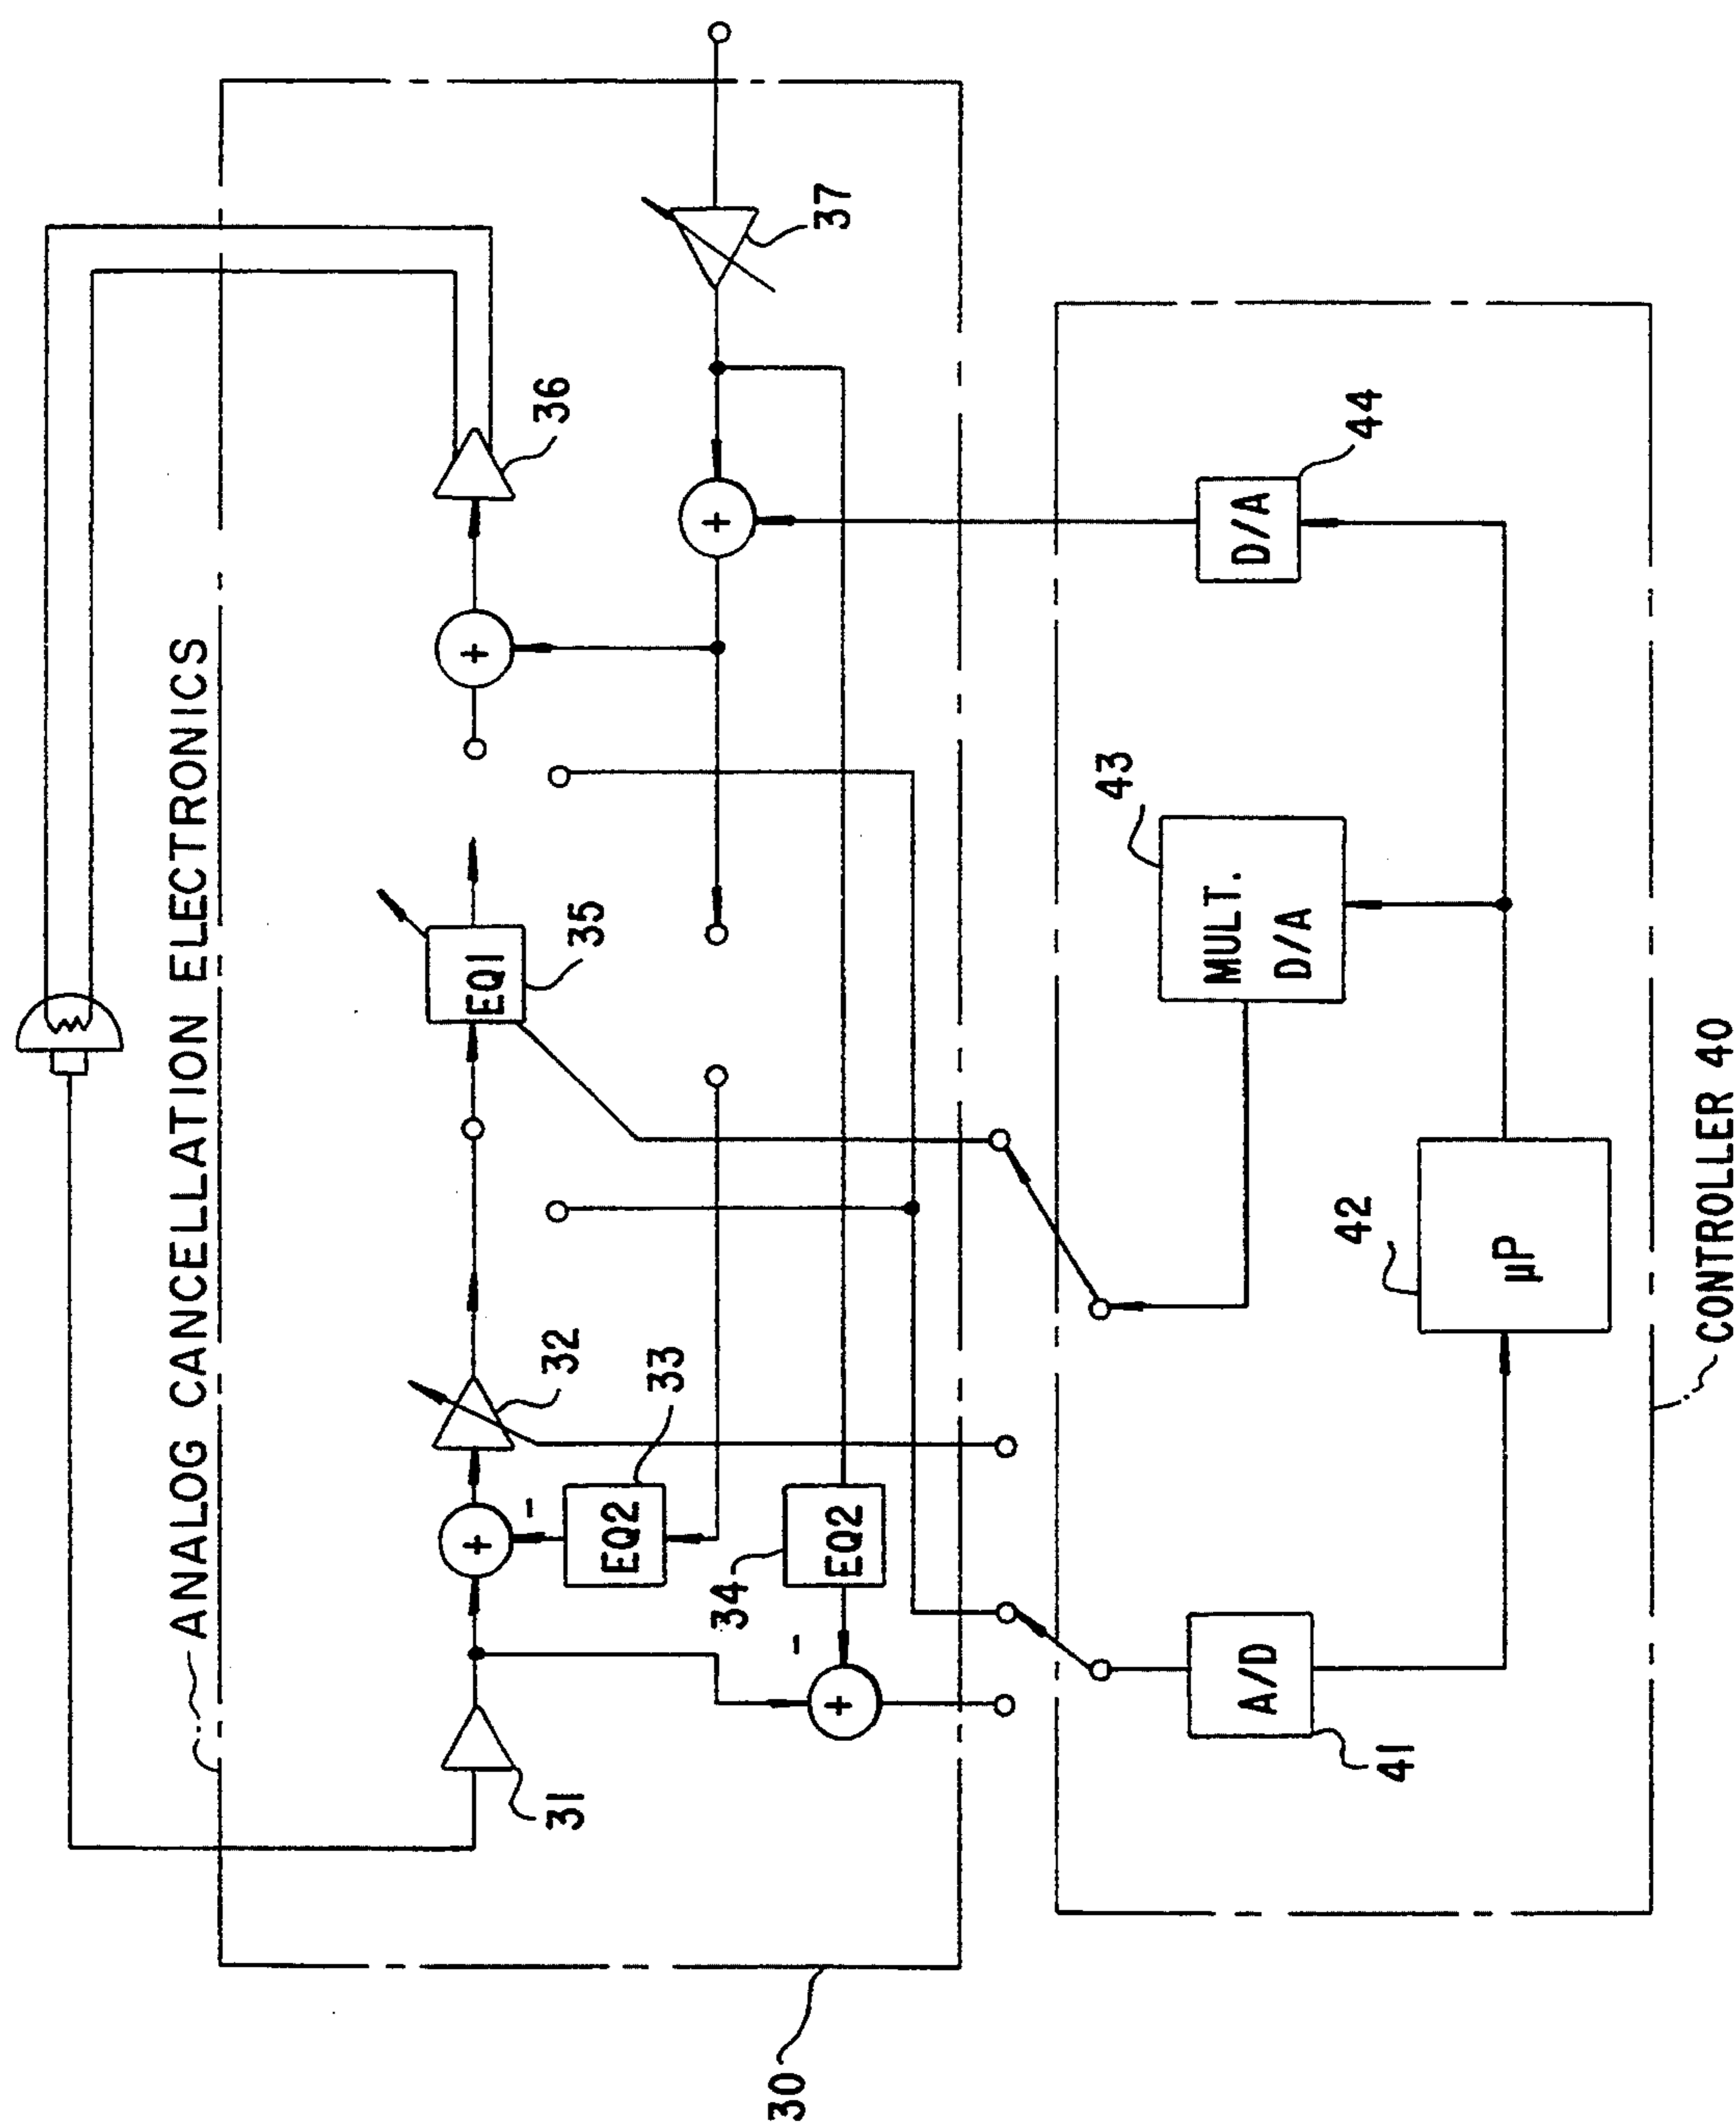 ANALOG CANCELLATION ELECTRONICS
30
31
+
-
32
EQ2
33
EQ1
35
+
36
37
+
EQ2
34
-
+
A/D
41
µP
42
MULT.
D/A
43
D/A
44
CONTROLLER 40